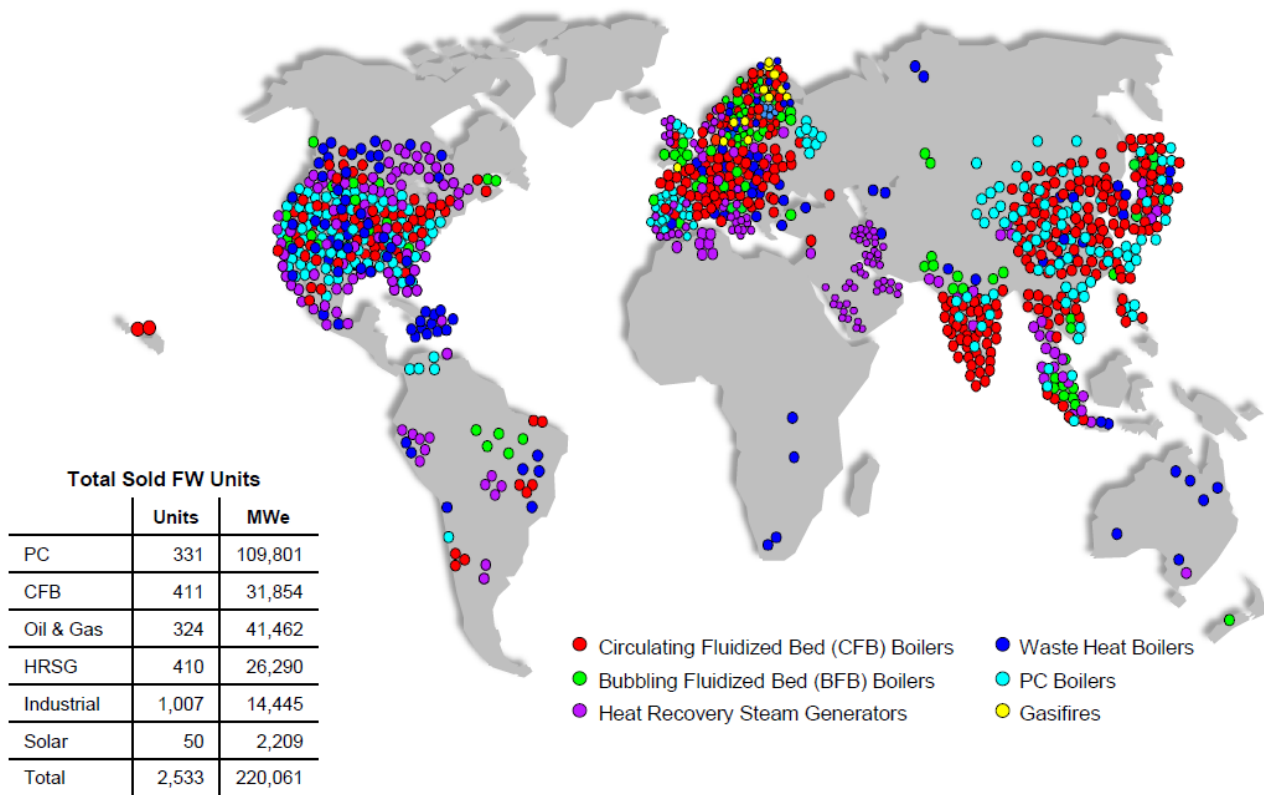 Total Sold FW Units
Units MWe
PC 331 109,801
CFB 411 31,854
Oil & Gas 324 41,462
HRSG 410 26,290
Industrial 1,007 14,445
Solar 50 2,209
Total 2,533 220,061
Circulating Fluidized Bed (CFB) Boilers
Bubbling Fluidized Bed (BFB) Boilers
Heat Recovery Steam Generators
Waste Heat Boilers
PC Boilers
Gasifires